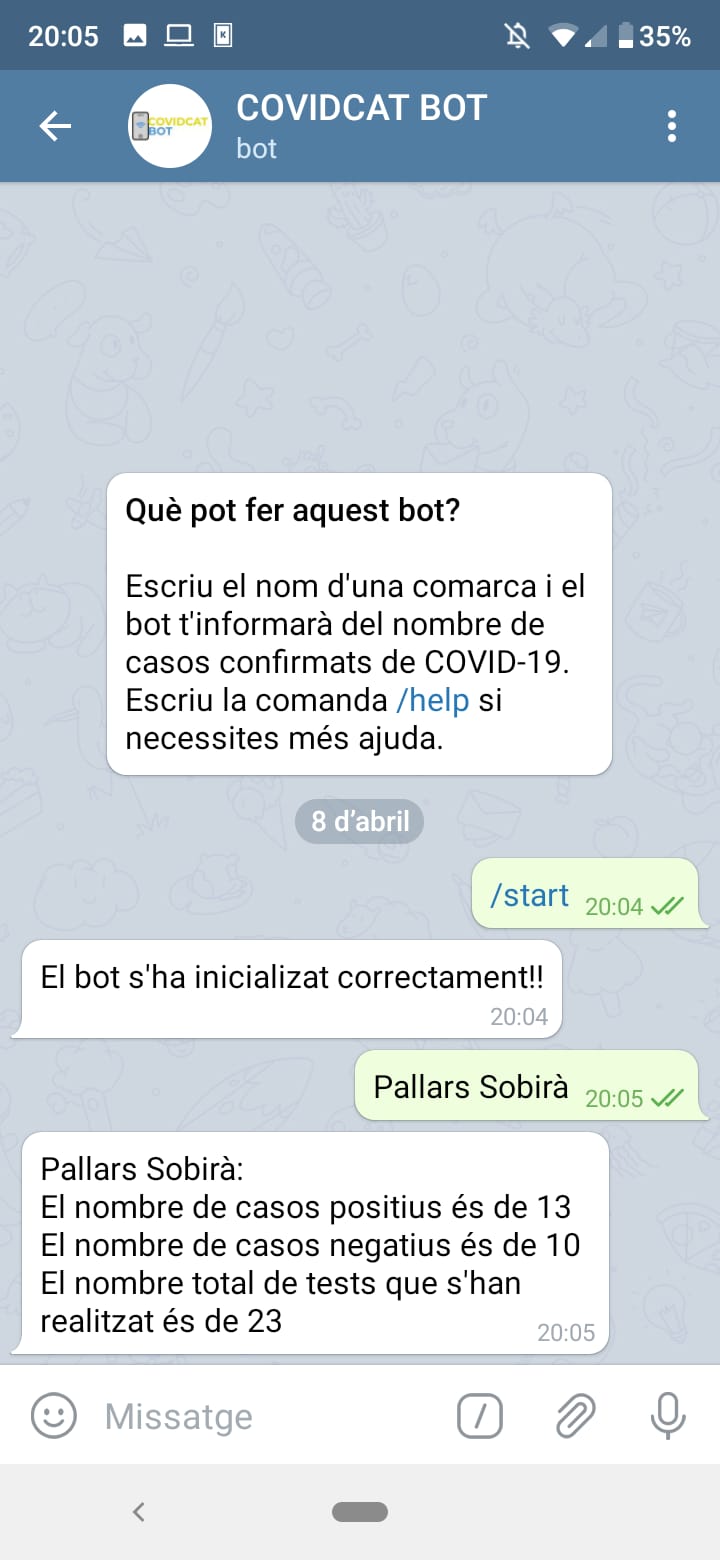 20:05
35%
COVIDCAT BOT
COVIDCAT
BOT
bot
Què pot fer aquest bot?
Escriu el nom d'una comarca i el
bot t'informarà del nombre de
casos confirmats de COVID-19.
Escriu la comanda /help si
necessites més ajuda.
8 d’abril
/start 20:04
El bot s'ha inicializat correctament!!
20:04
Pallars Sobirà 20:05
Pallars Sobirà:
El nombre de casos positius és de 13
El nombre de casos negatius és de 10
El nombre total de tests que s'han
realitzat és de 23
20:05
Missatge